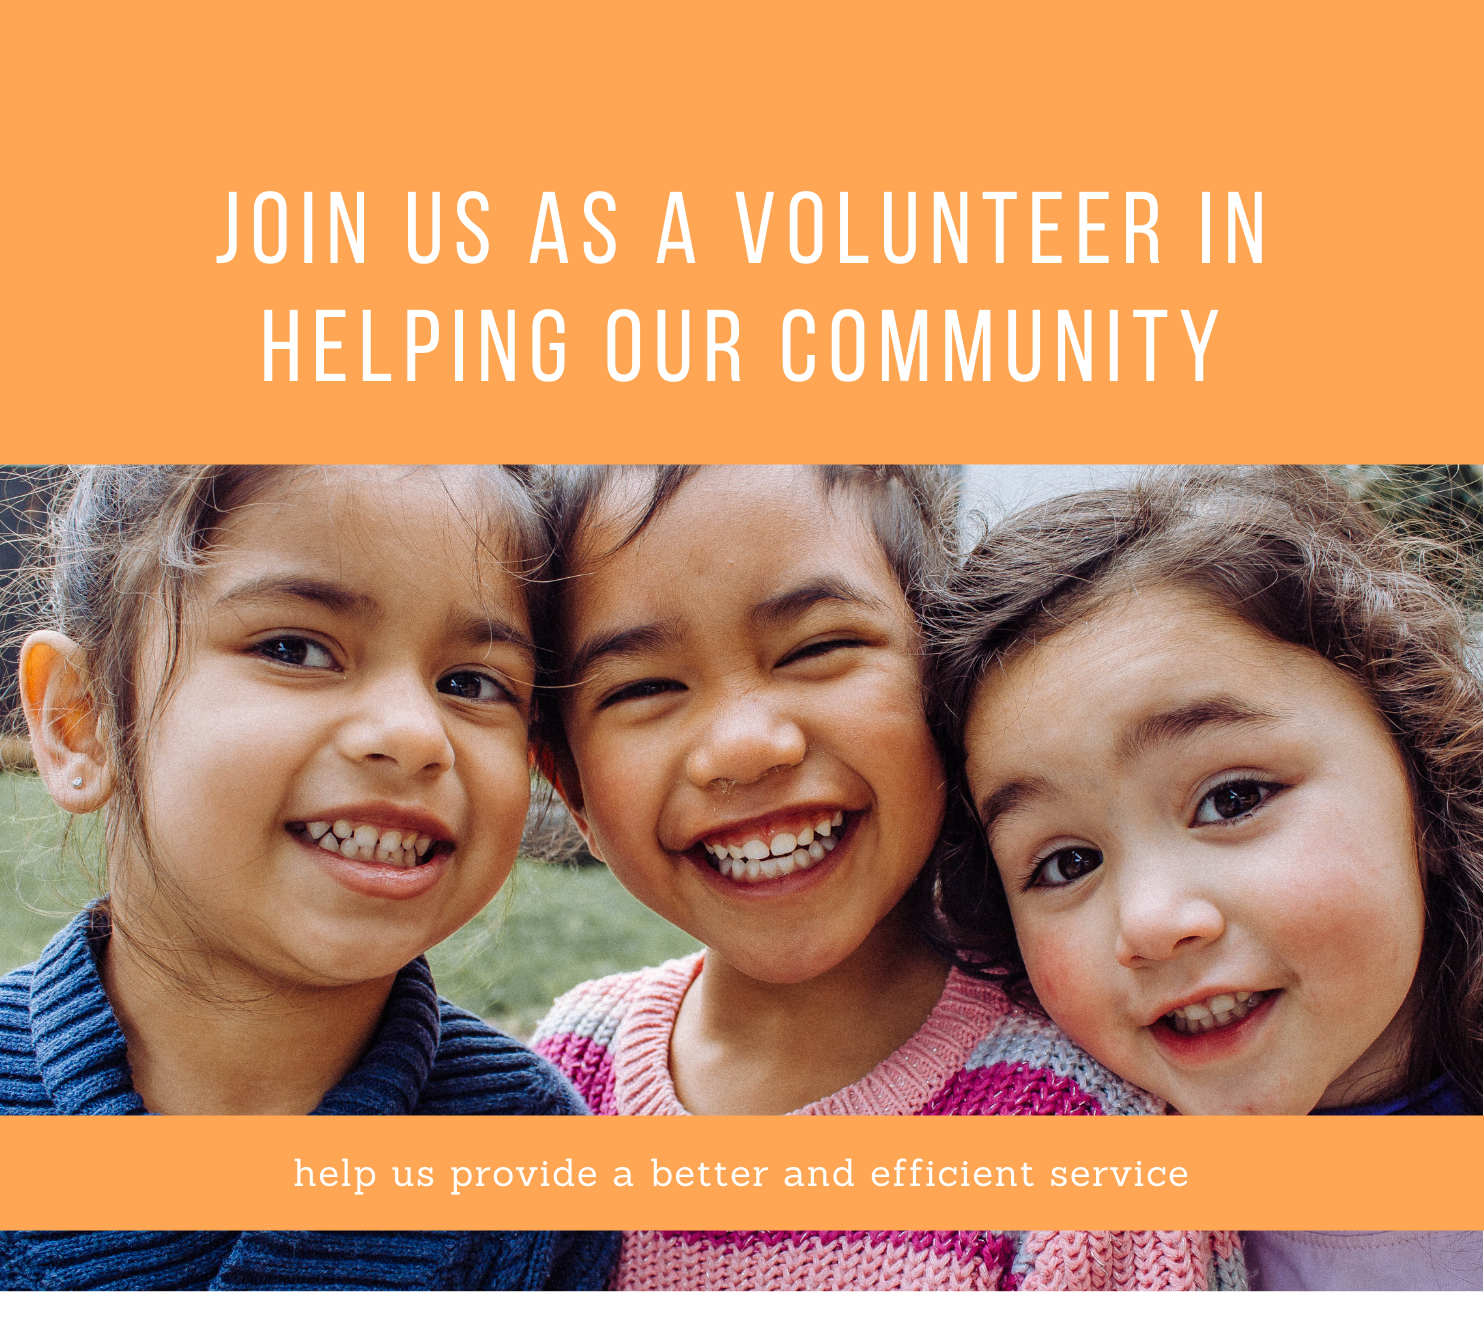 JOIN US AS A VOLUNTEER IN
HELPING OUR COMMUNITY
help us provide a better and efficient service